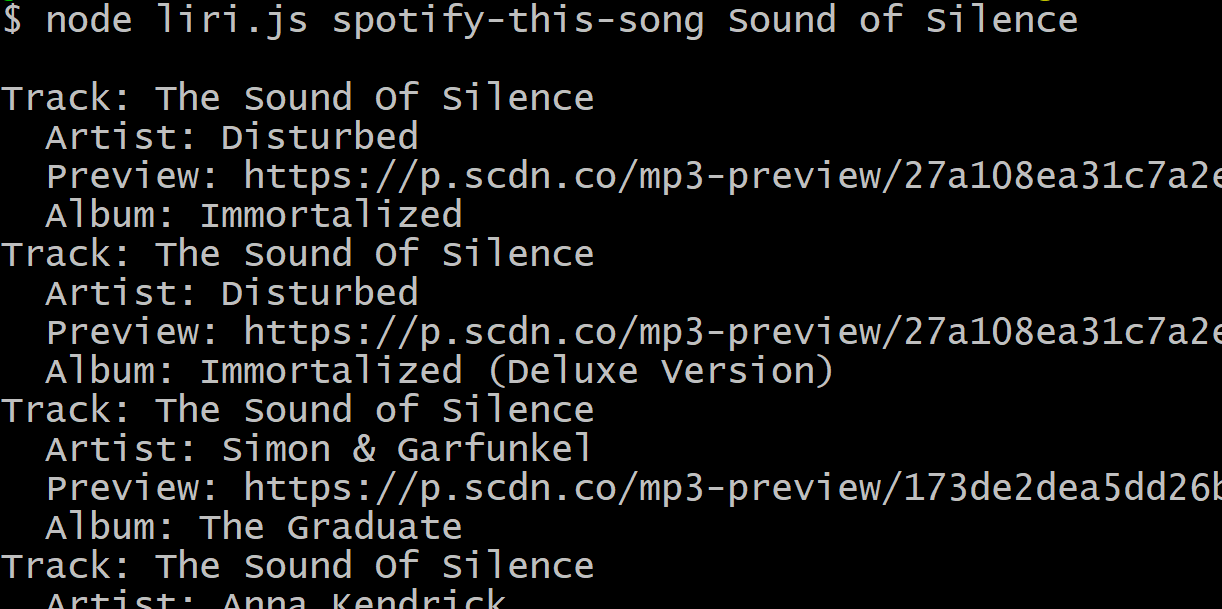 $ node liri.js spotify-this-song Sound of Silence
Track: The Sound Of Silence
Artist: Disturbed
Preview: https://p.scdn.co/mp3-preview/27a108ea31c7a2e
Album: Immortalized
Track: The Sound Of Silence
Artist: Disturbed
Preview: https://p.scdn.co/mp3-preview/27a108ea31c7a2e
Album: Immortalized (Deluxe Version)
Track: The Sound of Silence
Artist: Simon & Garfunkel
Preview: https://p.scdn.co/mp3-preview/173de2dea5dd26b
Album: The Graduate
Track: The Sound Of Silence
Artist: Anna Kendrick